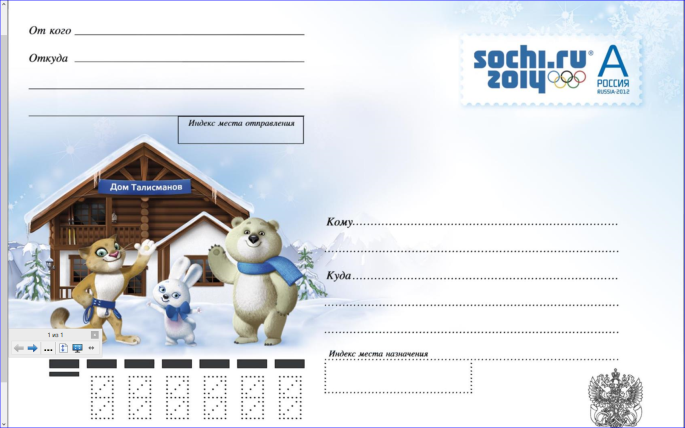 От кого
Откуда
Индекс места отправления
sochi.ru®
2014
А
РОССИЯ
RUSSIA·2012
Дом Талисманов
Кому
Куда
1 из 1
Индекс места назначения